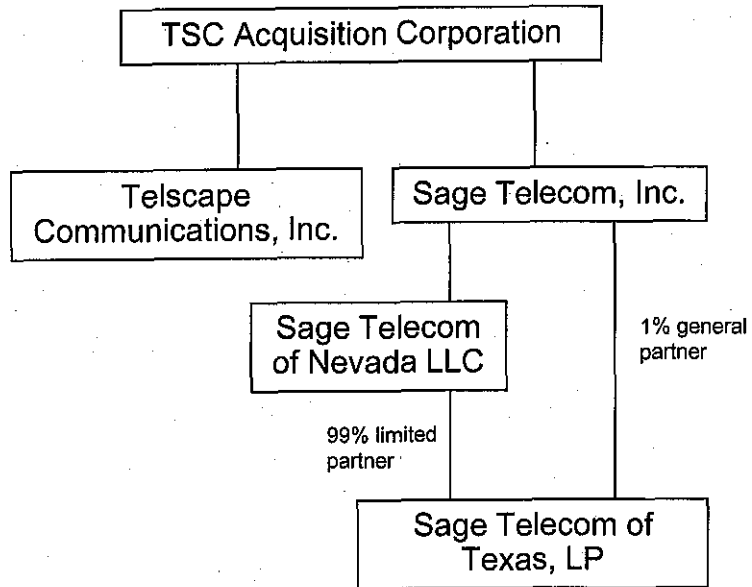 TSC Acquisition Corporation
Telscape
Communications, Inc.
Sage Telecom, Inc.
Sage Telecom
of Nevada LLC
1% general
partner
99% limited
partner
Sage Telecom of
Texas, LP